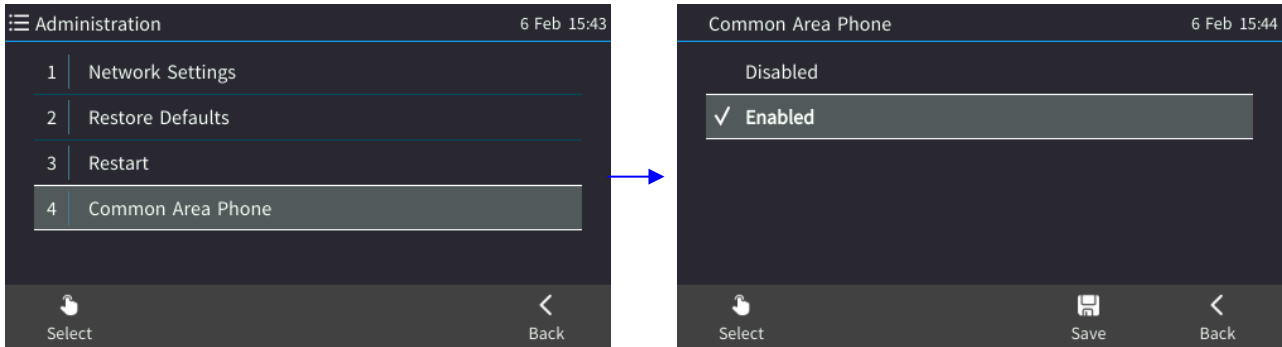 Administration 6 Feb 15:43
1 Network Settings
2 Restore Defaults
3 Restart
4 Common Area Phone
Select Back
Common Area Phone 6 Feb 15:44
Disabled
✓ Enabled
Select Save Back